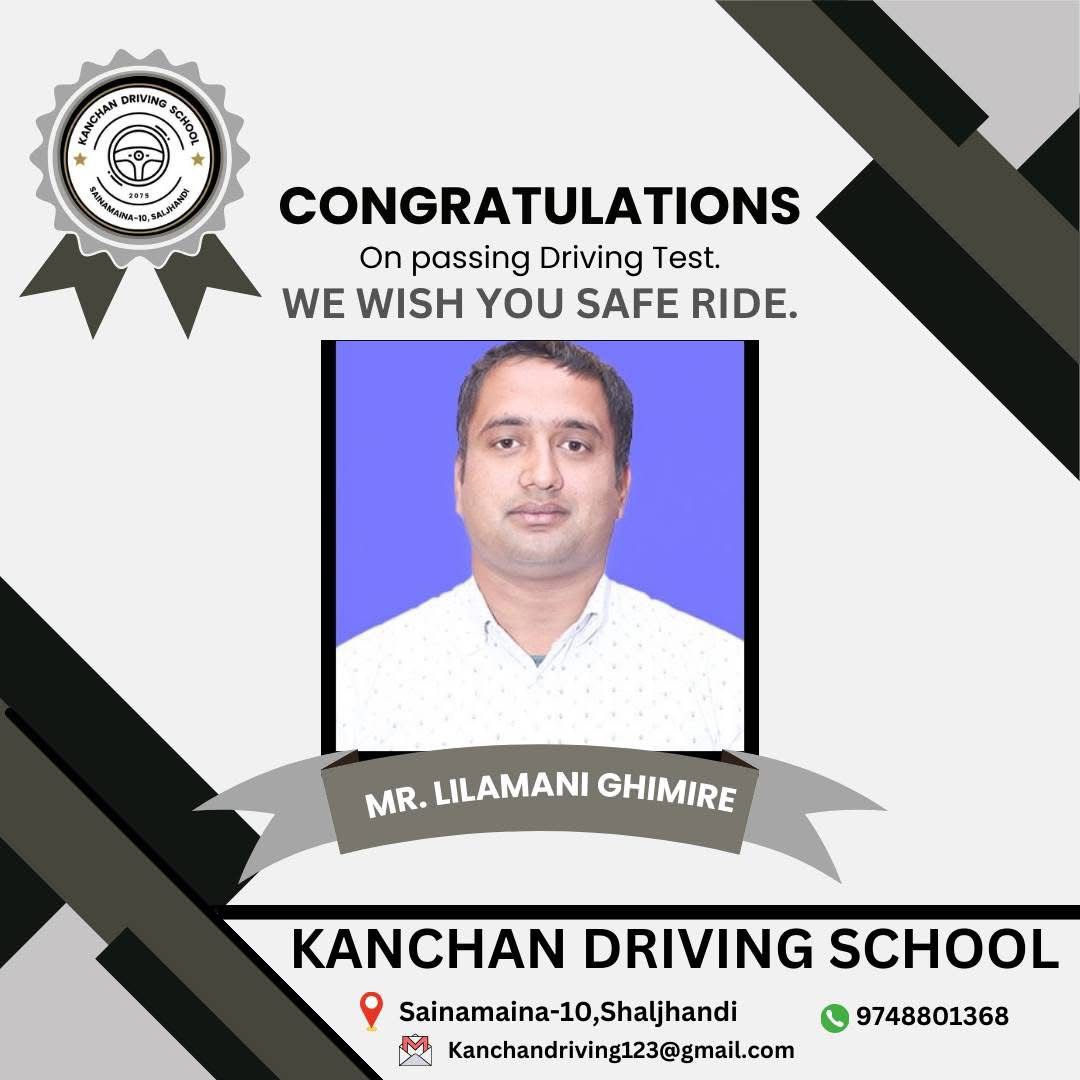 KANCHAN DRIVING SCHOOL
2075
SAINAMAINA-10, SALJHANDI
CONGRATULATIONS
On passing Driving Test.
WE WISH YOU SAFE RIDE.
MR. LILAMANI GHIMIRE
KANCHAN DRIVING SCHOOL
Sainamaina-10,Shaljhandi
9748801368
M
Kanchandriving123@gmail.com